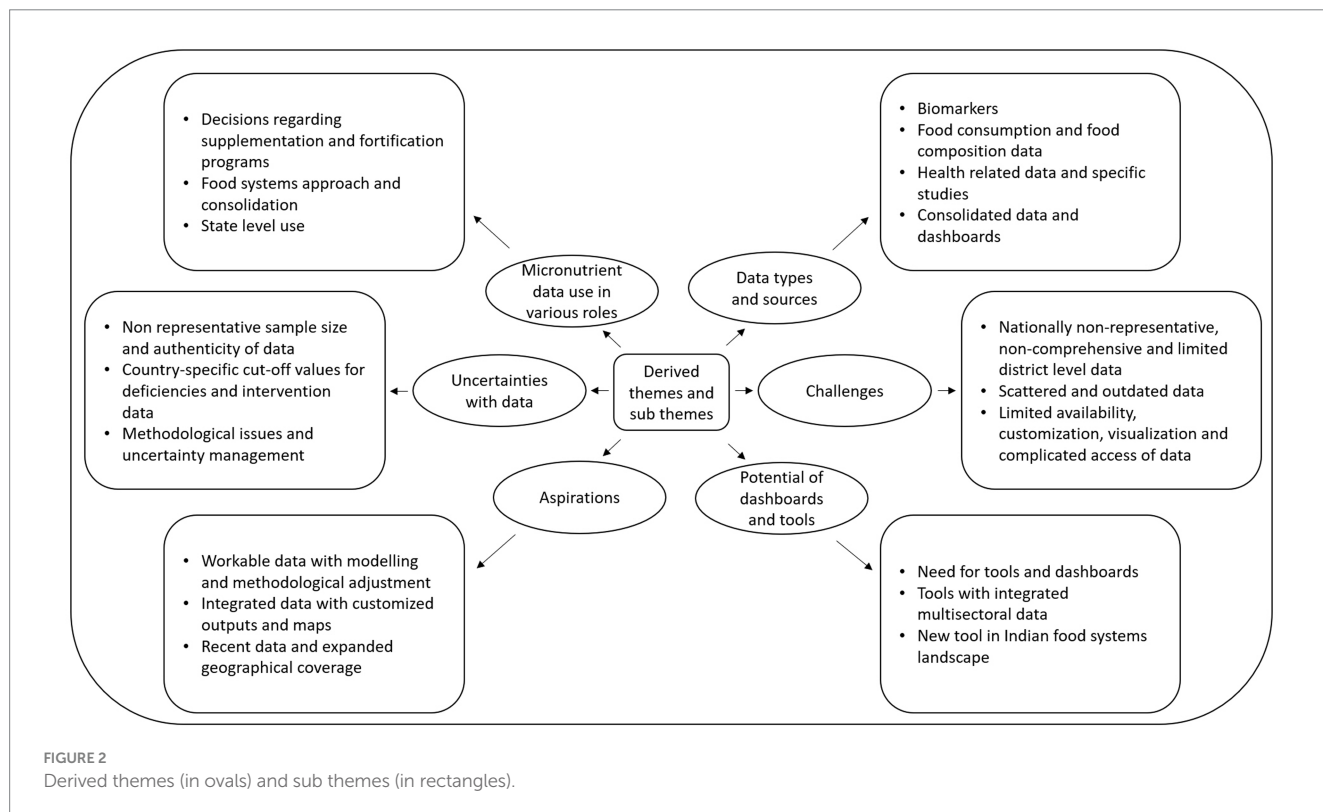 • Decisions regarding
supplementation and fortification
programs
• Food systems approach and
consolidation
• State level use
• Biomarkers
• Food consumption and food
composition data
• Health related data and specific
studies
• Consolidated data and
dashboards
Micronutrient
data use in
various roles
Data types
and sources
• Non representative sample size
and authenticity of data
• Country-specific cut-off values for
deficiencies and intervention
data
• Methodological issues and
uncertainty management
Uncertainties
with data
Derived
themes and
sub themes
Challenges
• Nationally non-representative,
non-comprehensive and limited
district level data
• Scattered and outdated data
• Limited availability,
customization, visualization and
complicated access of data
Aspirations
Potential of
dashboards
and tools
• Workable data with modelling
and methodological adjustment
• Integrated data with customized
outputs and maps
• Recent data and expanded
geographical coverage
• Need for tools and dashboards
• Tools with integrated
multisectoral data
• New tool in Indian food systems
landscape
FIGURE 2
Derived themes (in ovals) and sub themes (in rectangles).